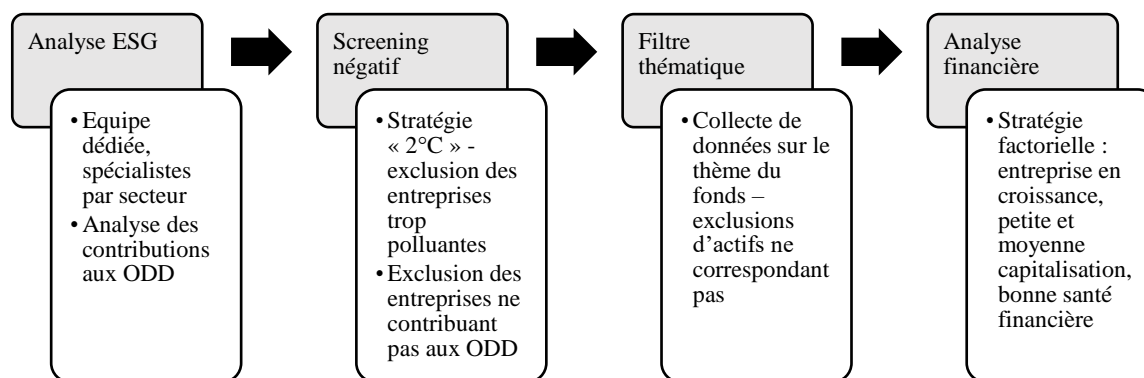 Analyse ESG
• Equipe
dédiée,
spécialistes
par secteur
• Analyse des
contributions
aux ODD
Screening
négatif
• Stratégie
« 2°C » -
exclusion des
entreprises
trop
polluantes
• Exclusion des
entreprises ne
contribuant
pas aux ODD
Filtre
thématique
• Collecte de
données sur le
thème du
fonds –
exclusions
d'actifs ne
correspondant
pas
Analyse
financière
• Stratégie
factorielle :
entreprise en
croissance,
petite et
moyenne
capitalisation,
bonne santé
financière